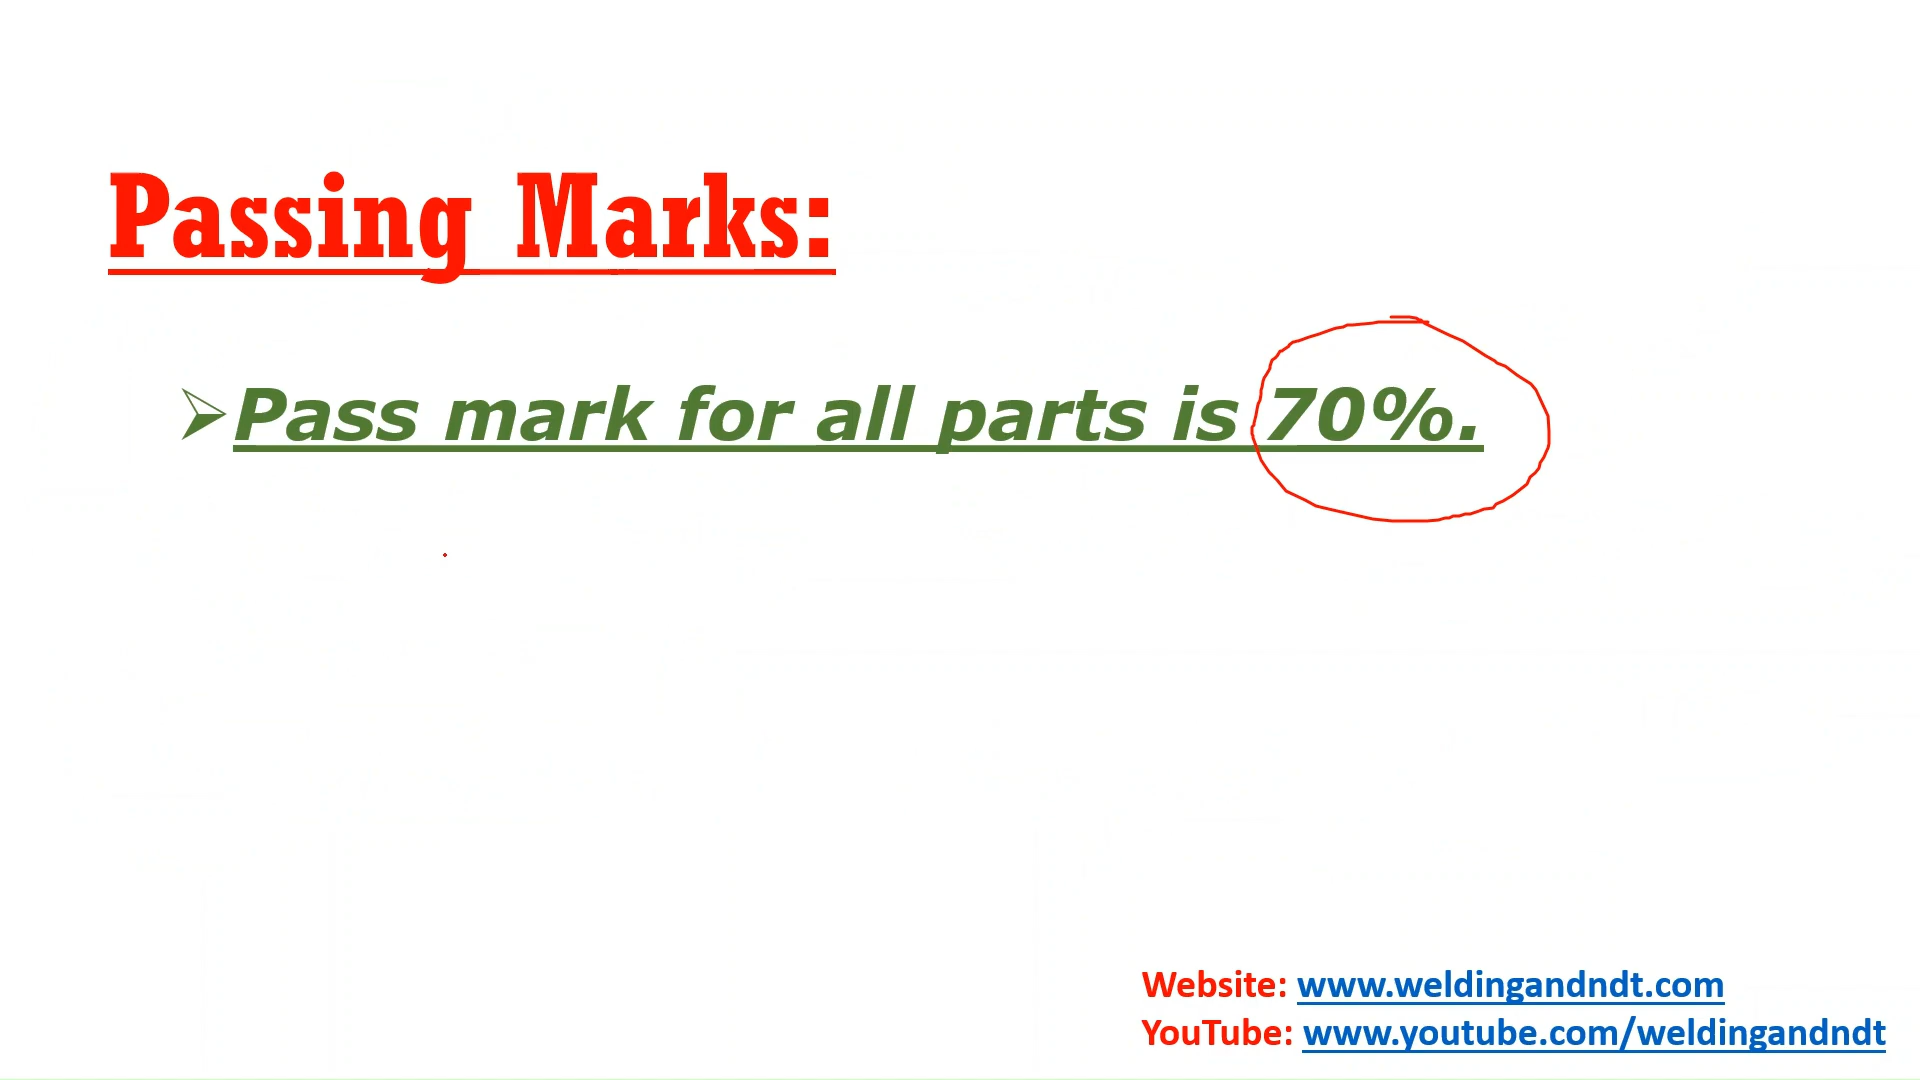 Passing Marks:
➢Pass mark for all parts is 70%.
Website: www.weldingandndt.com
YouTube: www.youtube.com/weldingandndt